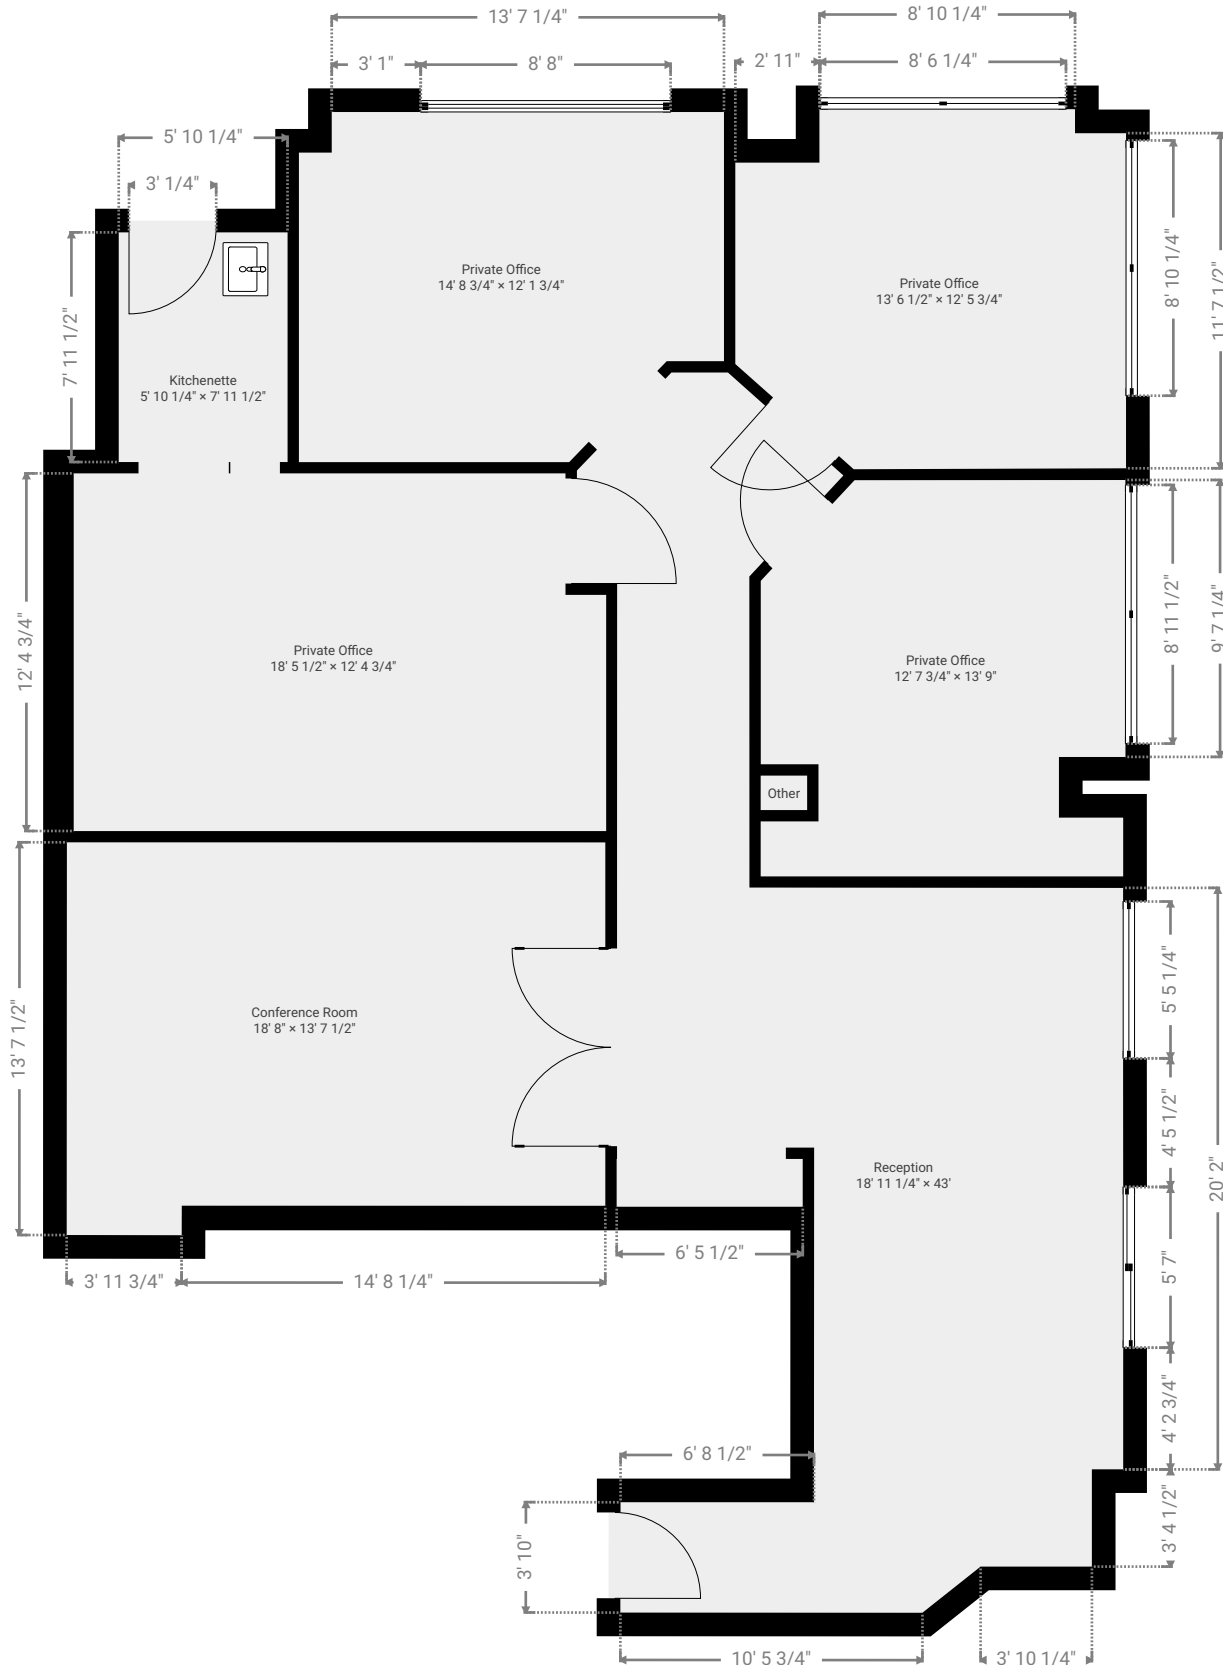 13' 7 1/4"
8' 10 1/4"
3' 1"
8' 8"
2' 11"
8' 6 1/4"
5' 10 1/4"
3' 1/4"
Private Office
14' 8 3/4" × 12' 1 3/4"
Private Office
13' 6 1/2" × 12' 5 3/4"
8' 10 1/4"
11' 7 1/2"
7' 11 1/2"
Kitchenette
5' 10 1/4" × 7' 11 1/2"
12' 4 3/4"
Private Office
18' 5 1/2" × 12' 4 3/4"
Private Office
12' 7 3/4" × 13' 9"
8' 11 1/2"
9' 7 1/4"
Other
13' 7 1/2"
Conference Room
18' 8" × 13' 7 1/2"
5' 5 1/4"
4' 5 1/2"
Reception
18' 11 1/4" × 43'
20' 2"
6' 5 1/2"
3' 11 3/4"
14' 8 1/4"
5' 7"
4' 2 3/4"
6' 8 1/2"
3' 10"
3' 4 1/2"
10' 5 3/4"
3' 10 1/4"